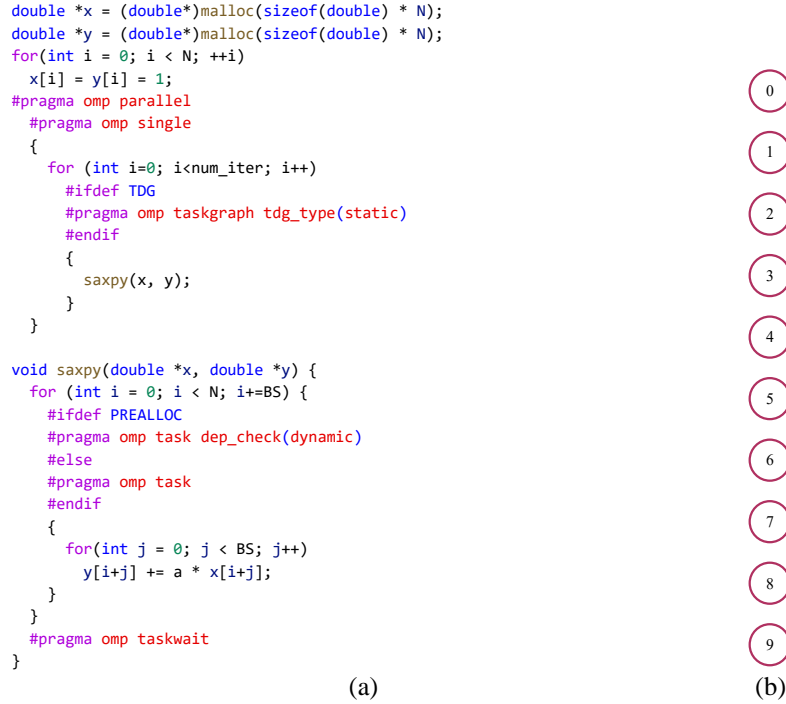 double *x = (double*)malloc(sizeof(double) * N);
double *y = (double*)malloc(sizeof(double) * N);
for(int i = 0; i < N; ++i)
  x[i] = y[i] = 1;
#pragma omp parallel
  #pragma omp single
  {
    for (int i=0; i<num_iter; i++)
      #ifdef TDG
      #pragma omp taskgraph tdg_type(static)
      #endif
      {
        saxpy(x, y);
      }
  }

void saxpy(double *x, double *y) {
  for (int i = 0; i < N; i+=BS) {
    #ifdef PREALLOC
    #pragma omp task dep_check(dynamic)
    #else
    #pragma omp task
    #endif
    {
      for(int j = 0; j < BS; j++)
        y[i+j] += a * x[i+j];
    }
  }
  #pragma omp taskwait
}
(a)
0
1
2
3
4
5
6
7
8
9
(b)